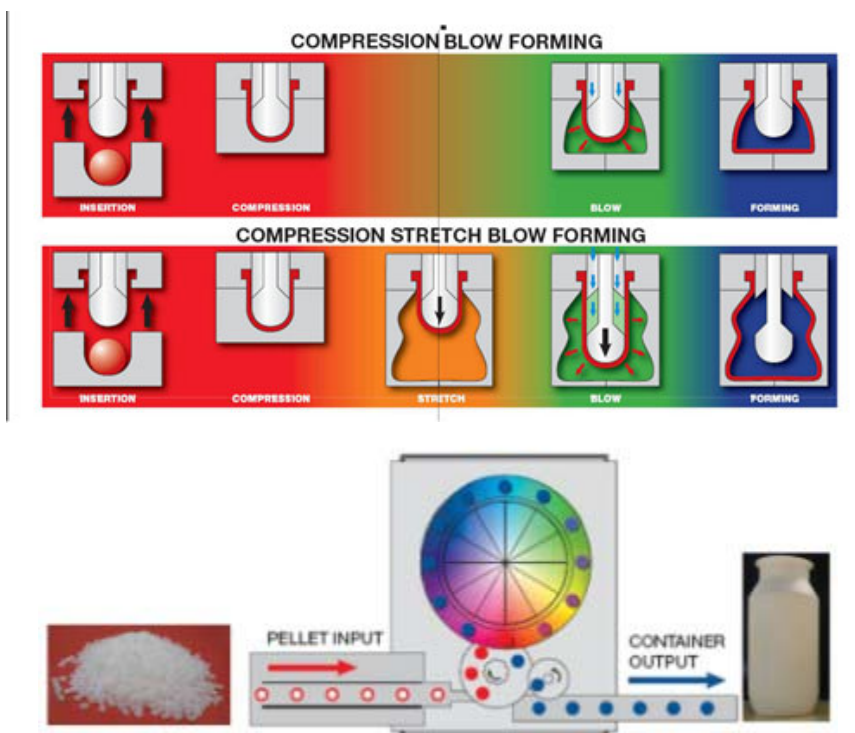 COMPRESSION BLOW FORMING
INSERTION
COMPRESSION
BLOW
FORMING
COMPRESSION STRETCH BLOW FORMING
INSERTION
COMPRESSION
STRETCH
BLOW
FORMING
PELLET INPUT
CONTAINER
OUTPUT